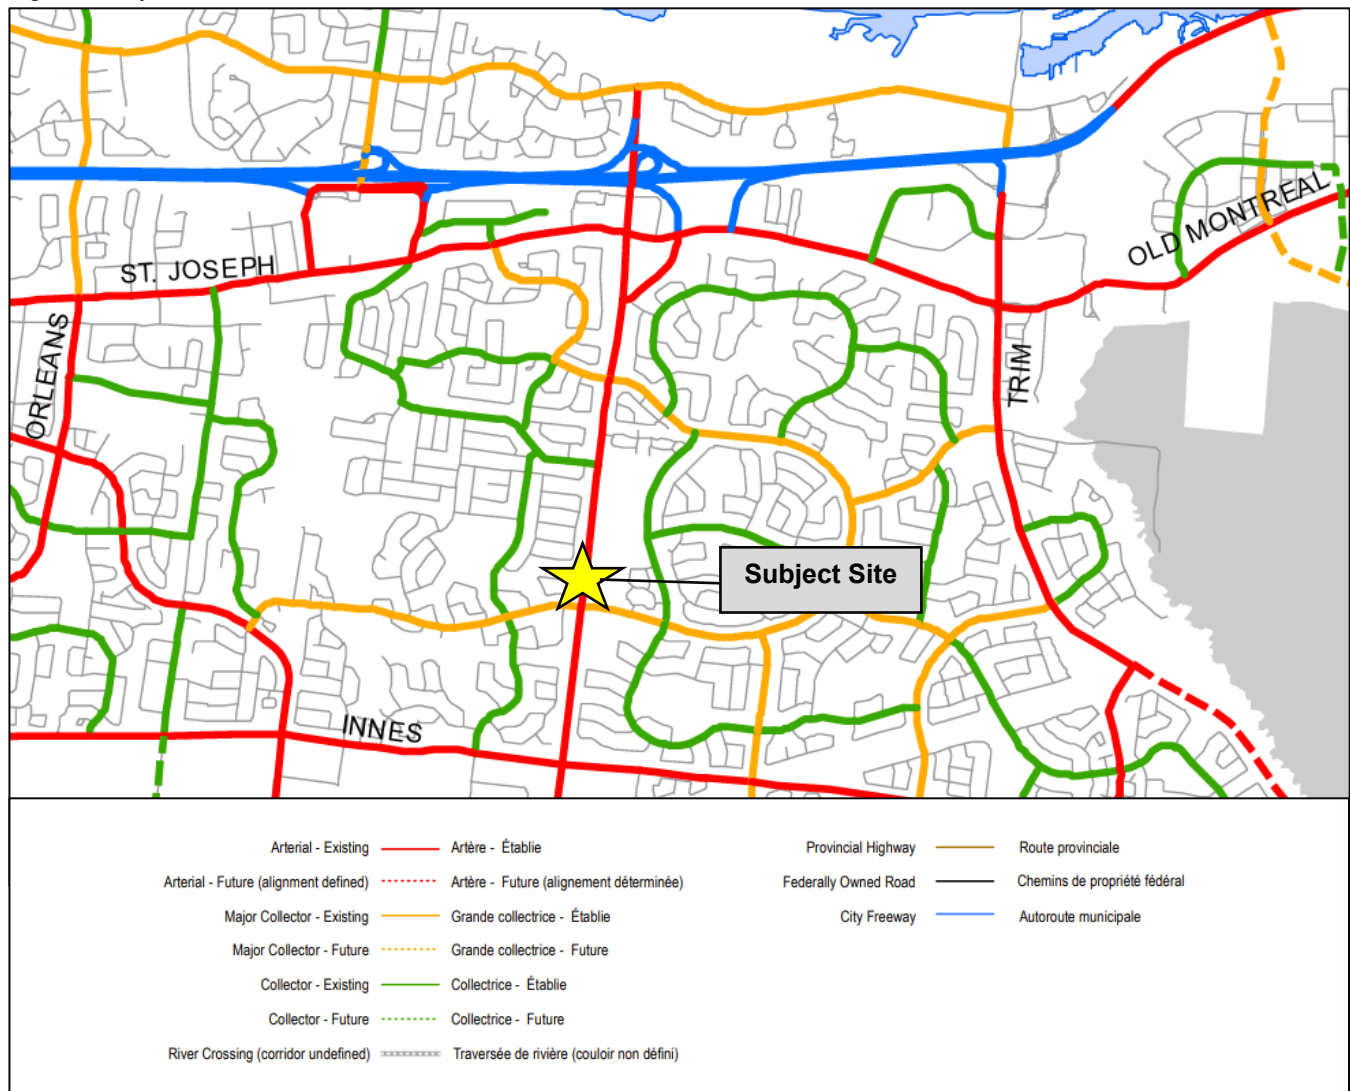 ST. JOSEPH
ORLEANS
OLD MONTREAL
TRIM
Subject Site
INNES
Arterial - Existing Artère - Établie
Arterial - Future (alignment defined) Artère - Future (alignement déterminée)
Major Collector - Existing Grande collectrice - Établie
Major Collector - Future Grande collectrice - Future
Collector - Existing Collectrice - Établie
Collector - Future Collectrice - Future
River Crossing (corridor undefined) Traversée de rivière (couloir non défini)
Provincial Highway Route provinciale
Federally Owned Road Chemins de propriété fédéral
City Freeway Autoroute municipale